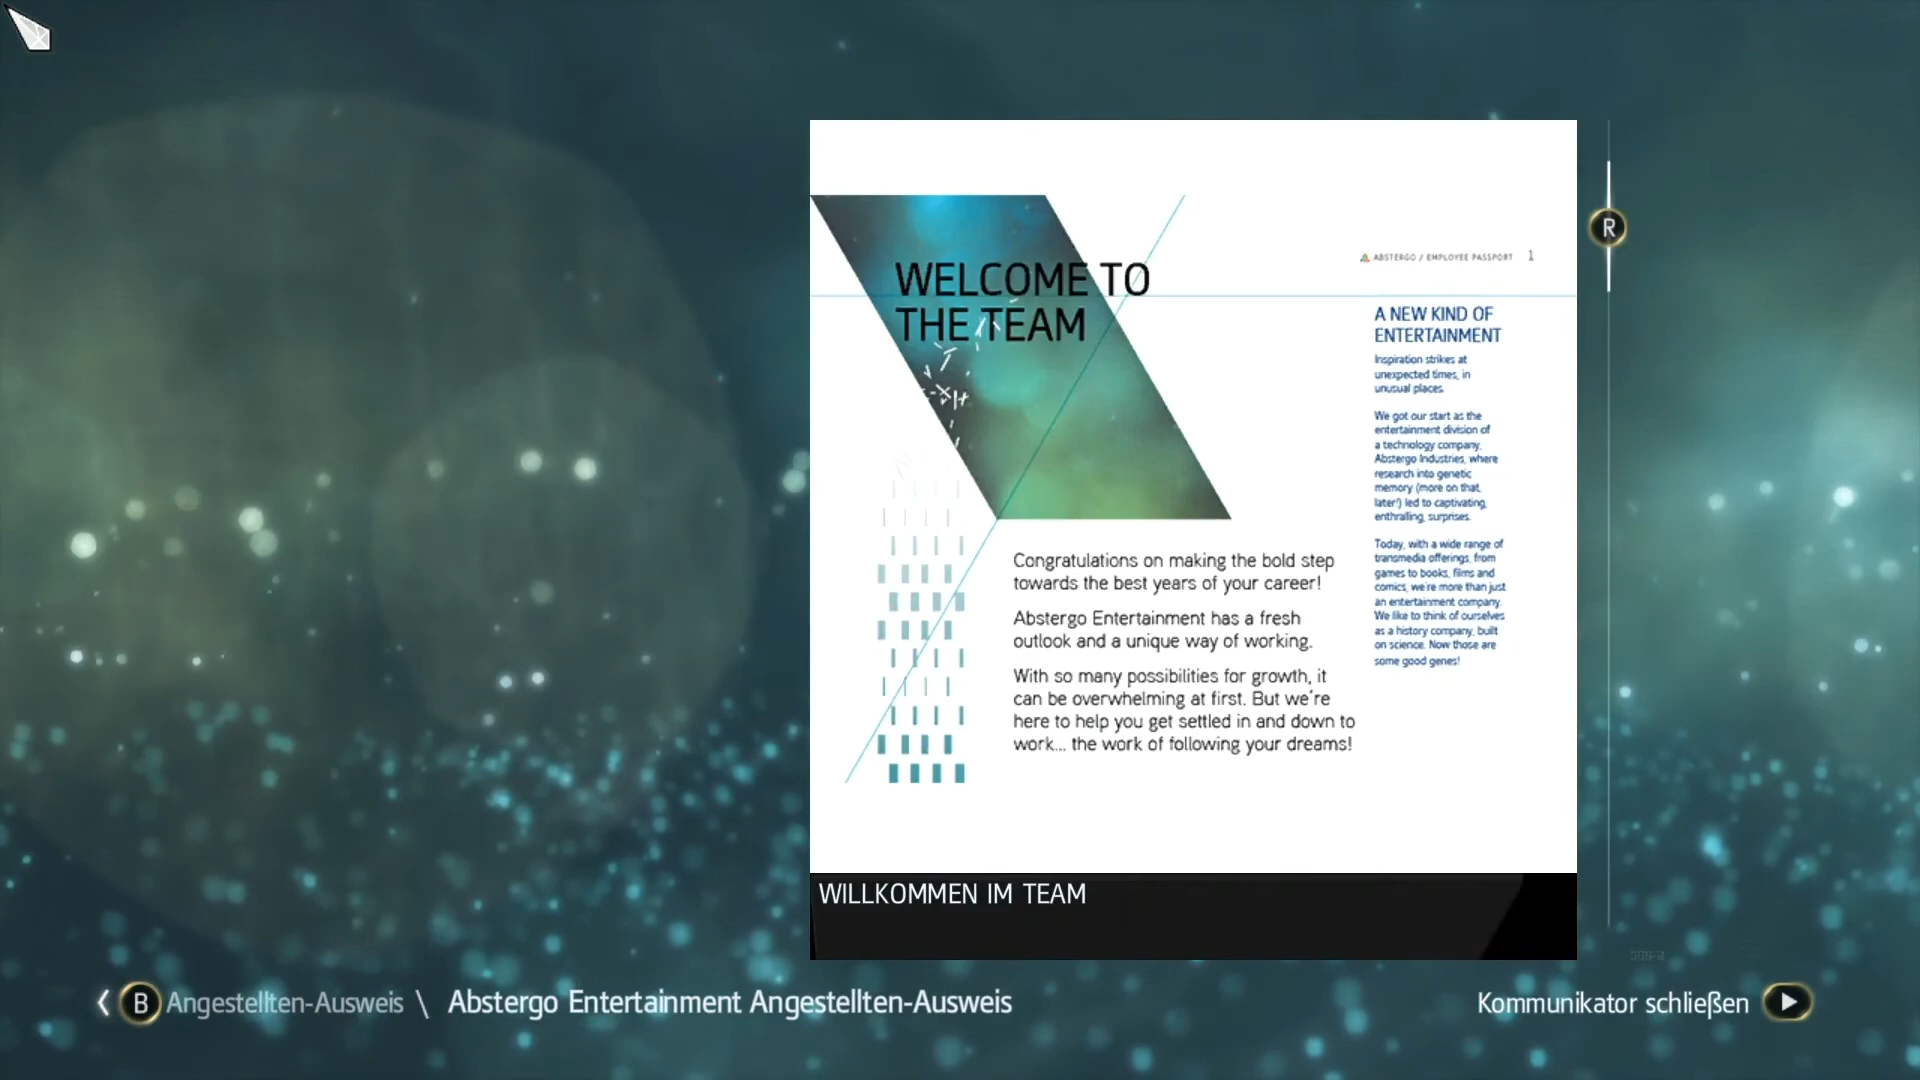 WELCOME TO
THE TEAM
ABSTERGO / EMPLOYEE PASSPORT 1
A NEW KIND OF
ENTERTAINMENT
Inspiration strikes at
unexpected times, in
unusual places.
We got our start as the
entertainment division of
a technology company,
Abstergo Industries, where
research into genetic
memory (more on that,
later!) led to captivating,
enthralling, surprises.
Today, with a wide range of
transmedia offerings, from
games to books, films and
comics, we're more than just
an entertainment company.
We like to think of ourselves
as a history company, built
on science. Now those are
some good genes!
Congratulations on making the bold step
towards the best years of your career!
Abstergo Entertainment has a fresh
outlook and a unique way of working.
With so many possibilities for growth, it
can be overwhelming at first. But we're
here to help you get settled in and down to
work... the work of following your dreams!
WILLKOMMEN IM TEAM
R
B Angestellten-Ausweis \ Abstergo Entertainment Angestellten-Ausweis
Kommunikator schließen